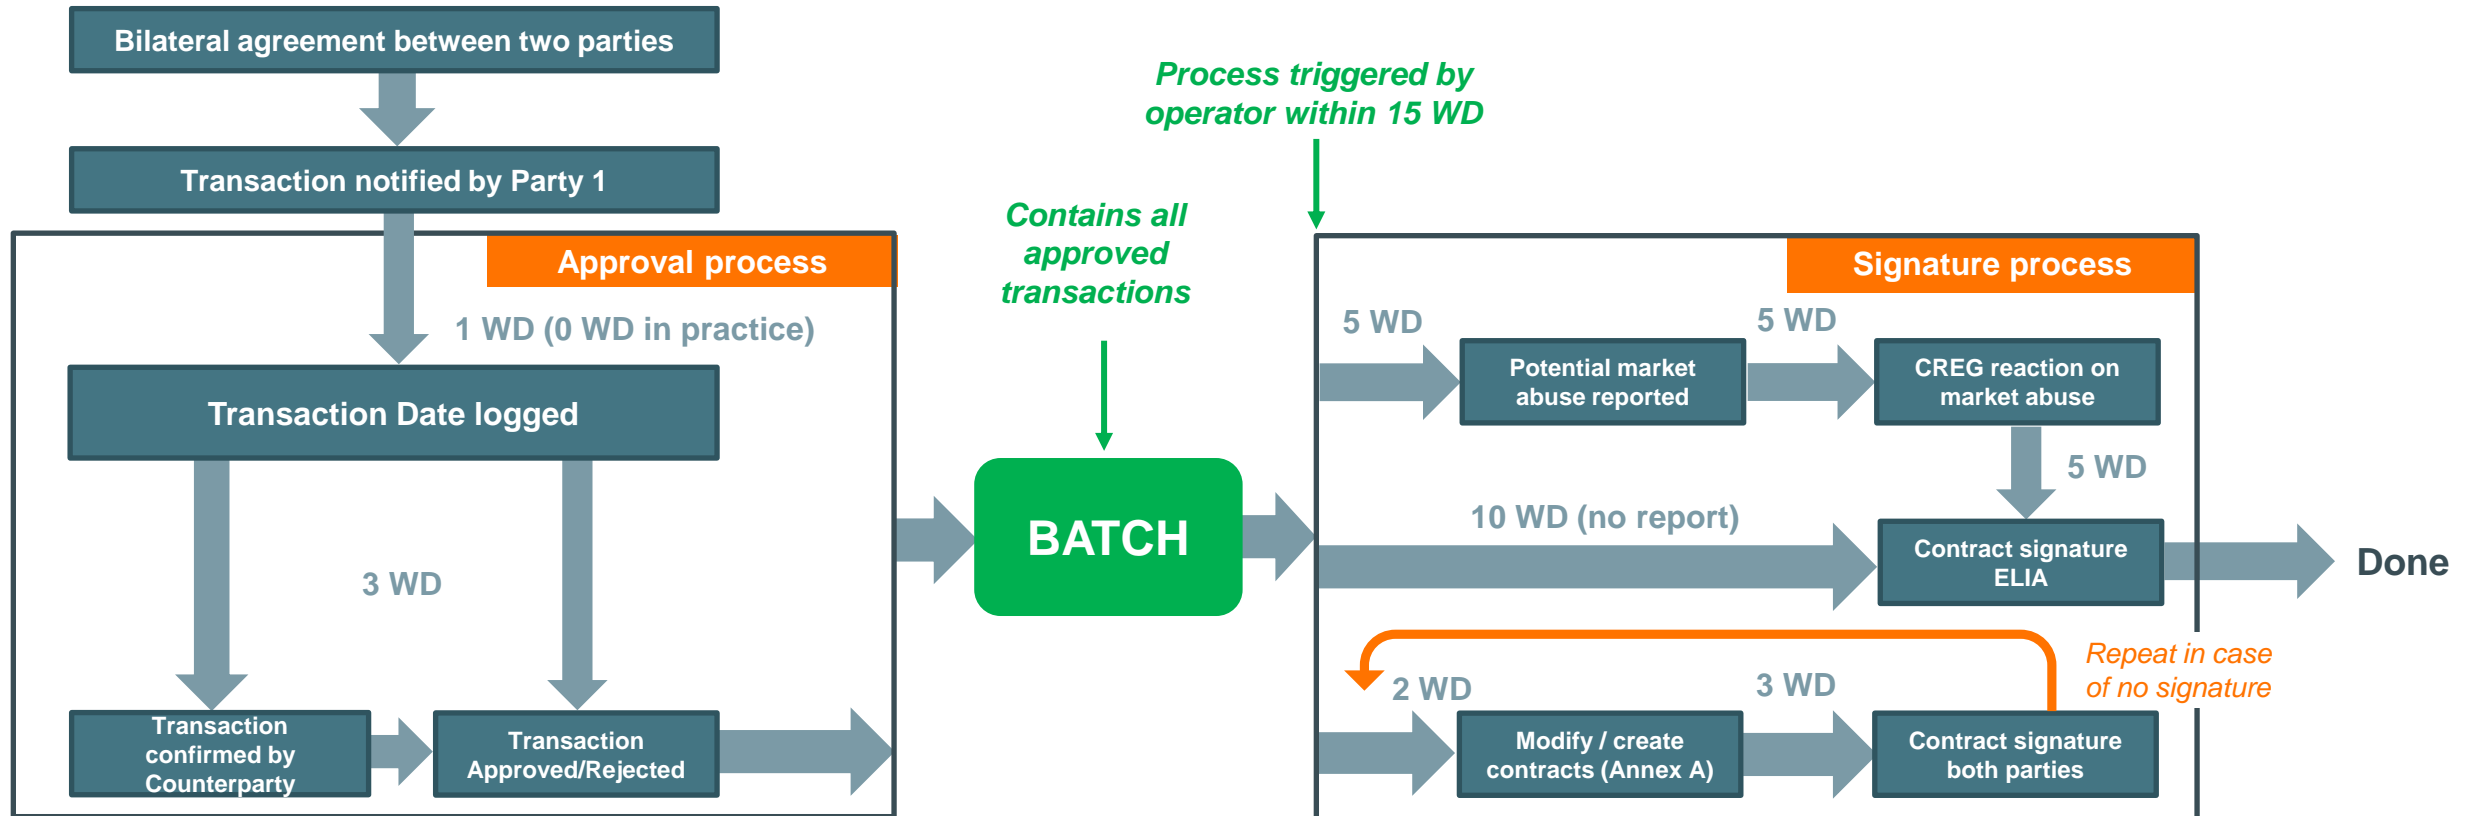 Bilateral agreement between two parties
Transaction notified by Party 1
Approval process
1 WD (0 WD in practice)
Transaction Date logged
3 WD
Transaction
confirmed by
Counterparty
Transaction
Approved/Rejected
Contains all
approved
transactions
BATCH
Process triggered by
operator within 15 WD
Signature process
5 WD
Potential market
abuse reported
5 WD
CREG reaction on
market abuse
5 WD
10 WD (no report)
Contract signature
ELIA
Done
Repeat in case
of no signature
2 WD
Modify / create
contracts (Annex A)
3 WD
Contract signature
both parties